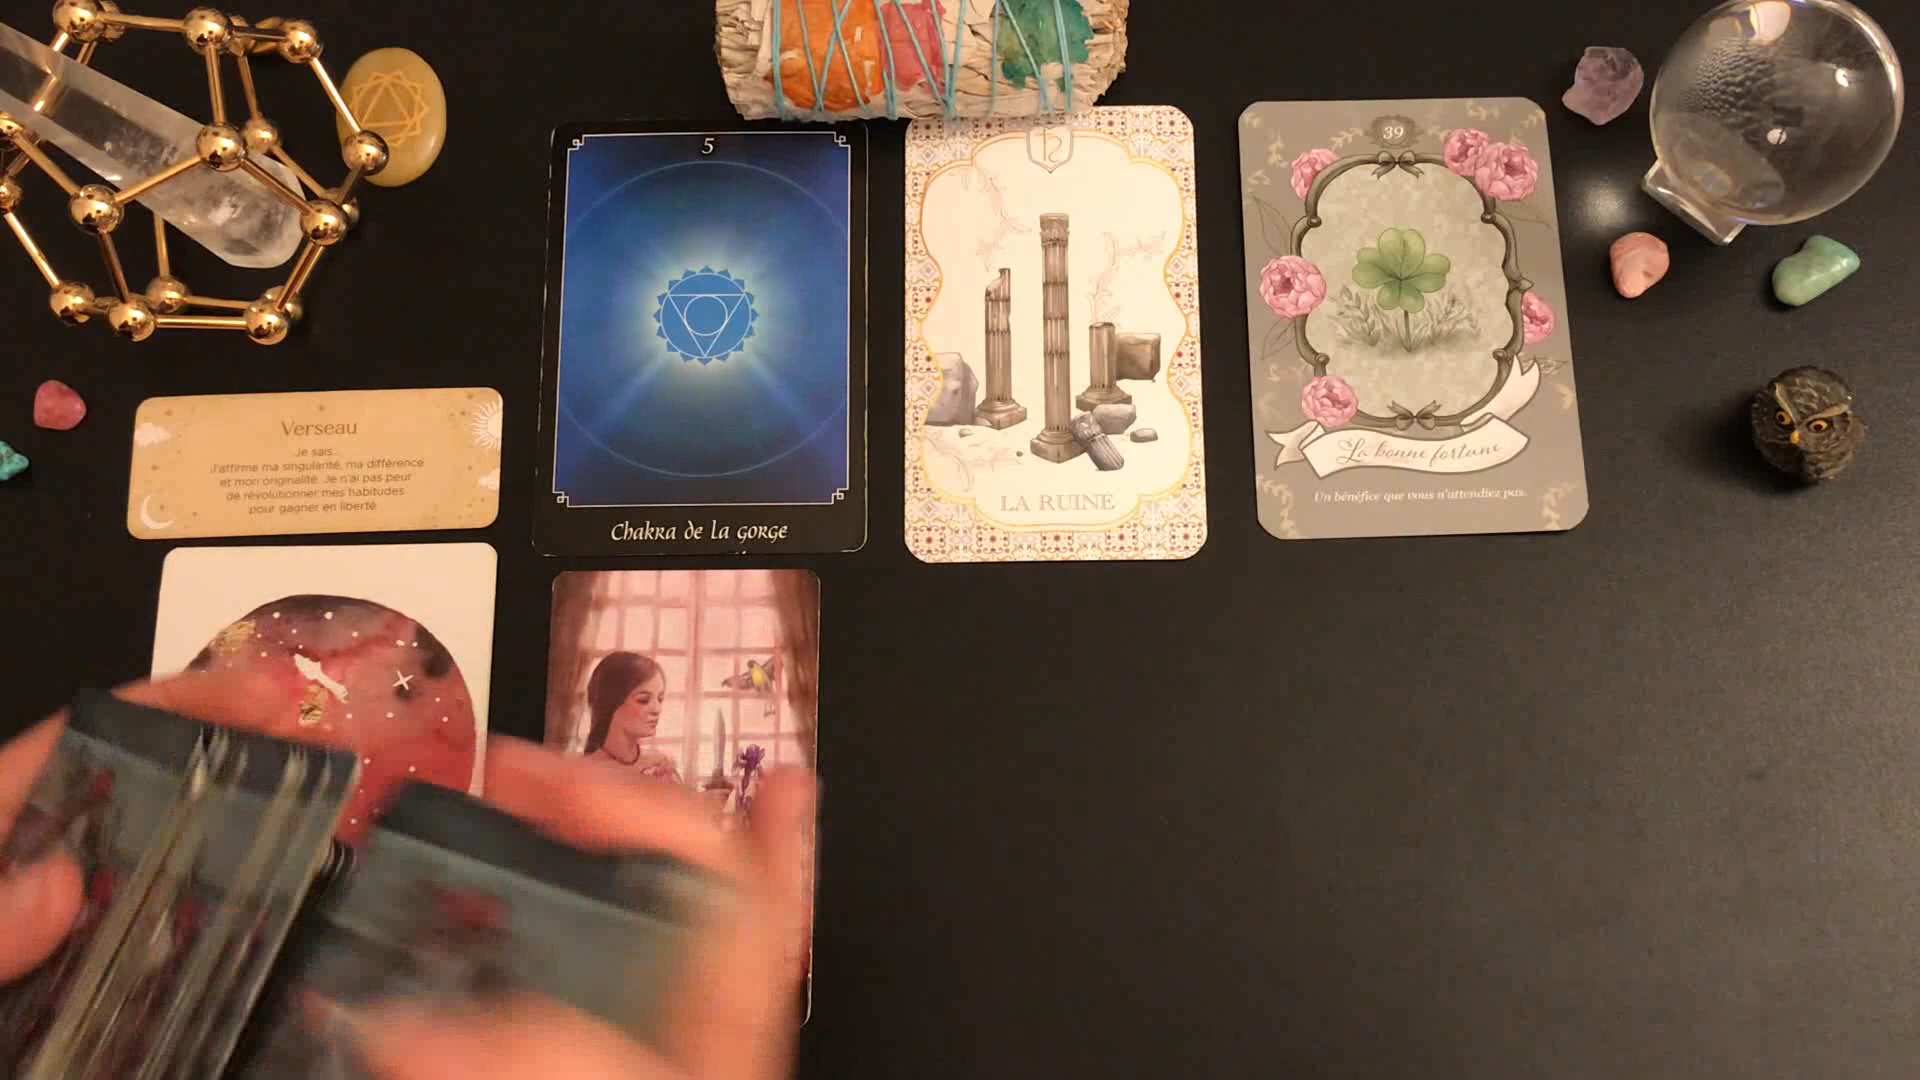 Verseau
Je sais...
J'affirme ma singularité, ma différence
et mon originalité. Je n'ai pas peur
de révolutionner mes habitudes
pour gagner en liberté
5
Chakra de la gorge
LA RUINE
39
La bonne fortune
Un bénéfice que vous n'attendiez pas.